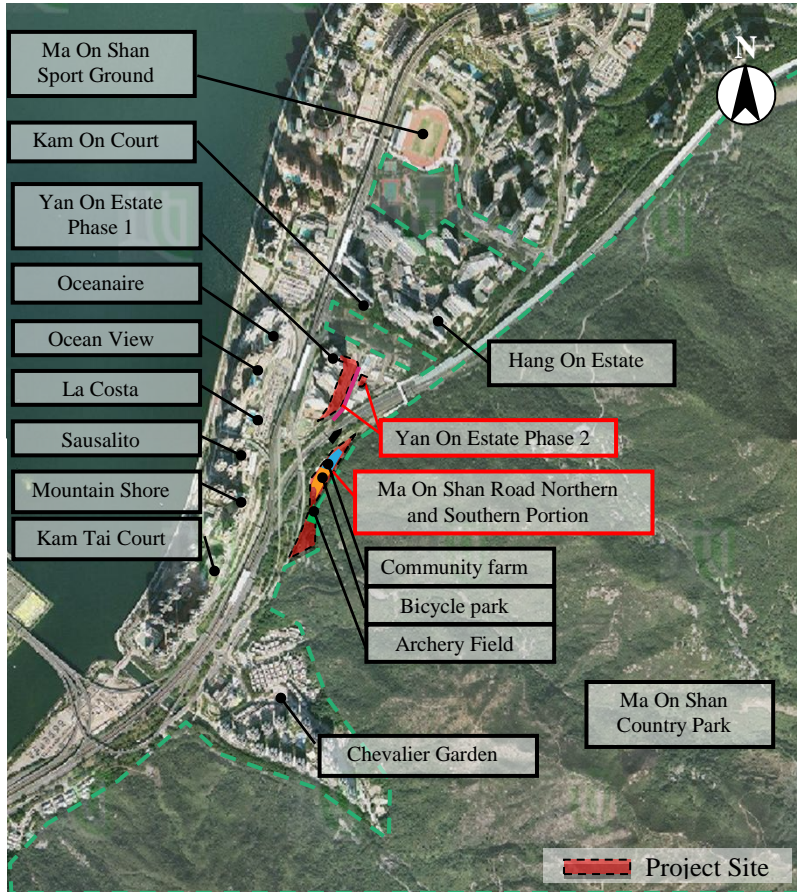 Ma On Shan
Sport Ground
N
Kam On Court
Yan On Estate
Phase 1
Oceanaire
Ocean View
La Costa
Sausalito
Mountain Shore
Kam Tai Court
Hang On Estate
Yan On Estate Phase 2
Ma On Shan Road Northern
and Southern Portion
Community farm
Bicycle park
Archery Field
Ma On Shan
Country Park
Chevalier Garden
Project Site